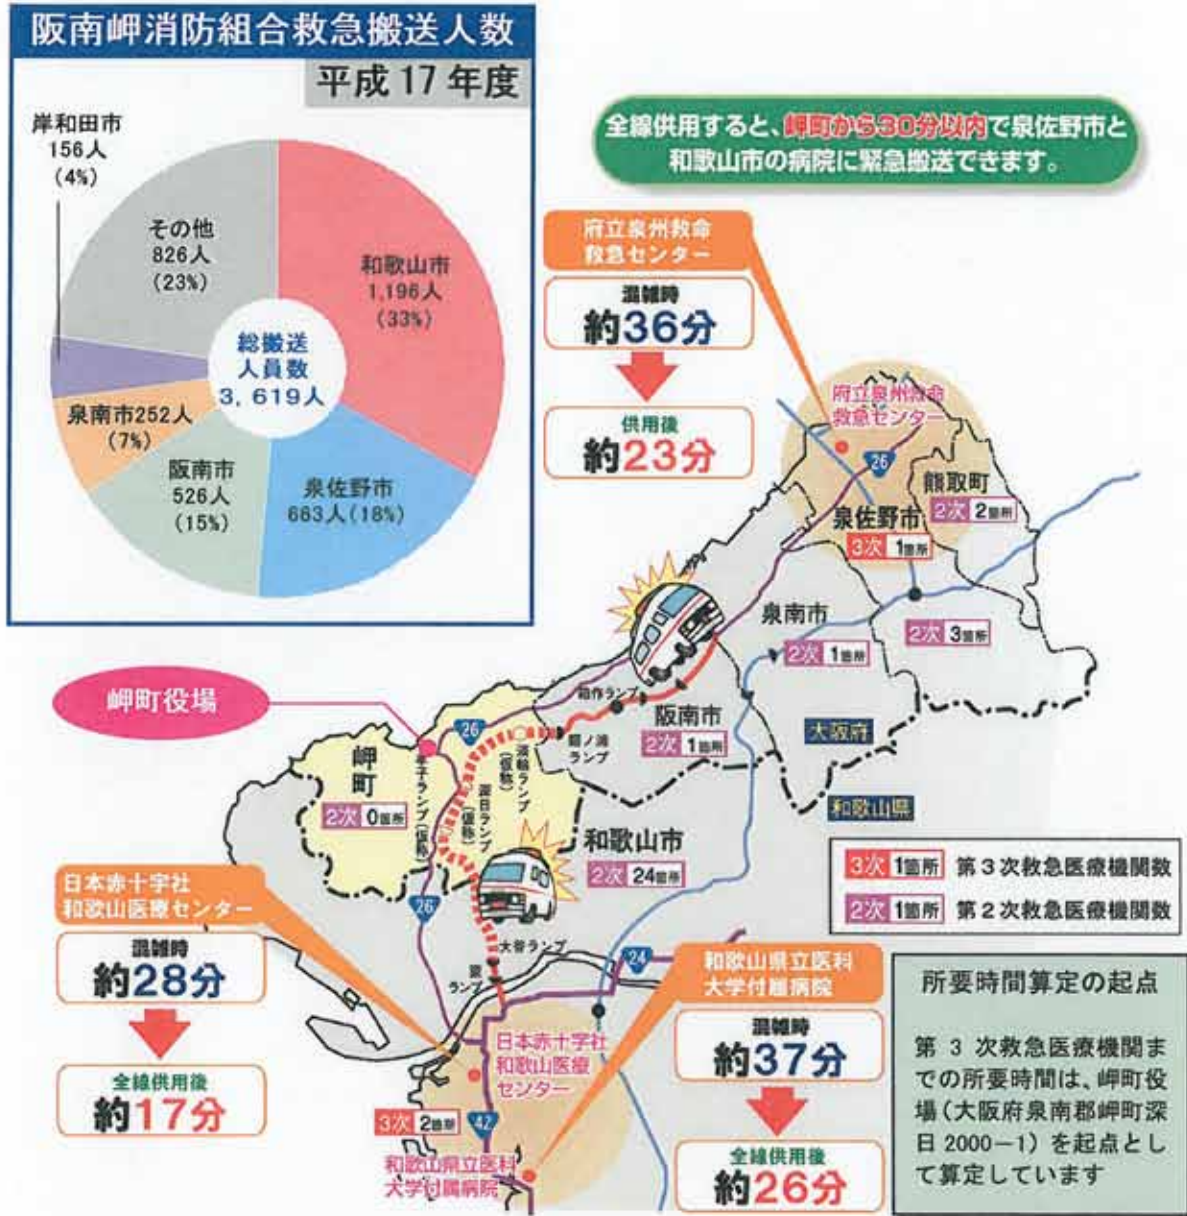 阪南岬消防組合救急搬送人数
平成17年度
岸和田市
156人
(4%)
その他
826人
(23%)
和歌山市
1,196人
(33%)
総搬送
人員数
3,619人
泉南市252人
(7%)
阪南市
526人
(15%)
泉佐野市
663人(18%)
全線供用すると、岬町から30分以内で泉佐野市と
和歌山市の病院に緊急搬送できます。
府立泉州救命
救急センター
混雑時
約36分
供用後
約23分
府立泉州救命
救急センター
26
熊取町
2次 2箇所
泉佐野市
3次 1箇所
泉南市
2次 1箇所
2次 3箇所
岬町役場
箱作ランプ
阪南市
2次 1箇所
大阪府
和歌山県
26
岬町
2次 0箇所
孝子ランプ(仮称)
深日ランプ
(仮称)
淡輪ランプ
(仮称)
ランプ
和歌山市
2次 24箇所
3次 1箇所 第3次救急医療機関数
2次 1箇所 第2次救急医療機関数
日本赤十字社
和歌山医療センター
混雑時
約28分
全線供用後
約17分
26
大谷ランプ
ランプ
24
和歌山県立医科
大学付属病院
混雑時
約37分
全線供用後
約26分
日本赤十字社
和歌山医療
センター
3次 2箇所
42
和歌山県立医科
大学付属病院
所要時間算定の起点
第3次救急医療機関ま
での所要時間は、岬町役
場(大阪府泉南郡岬町深
日2000−1)を起点とし
て算定しています